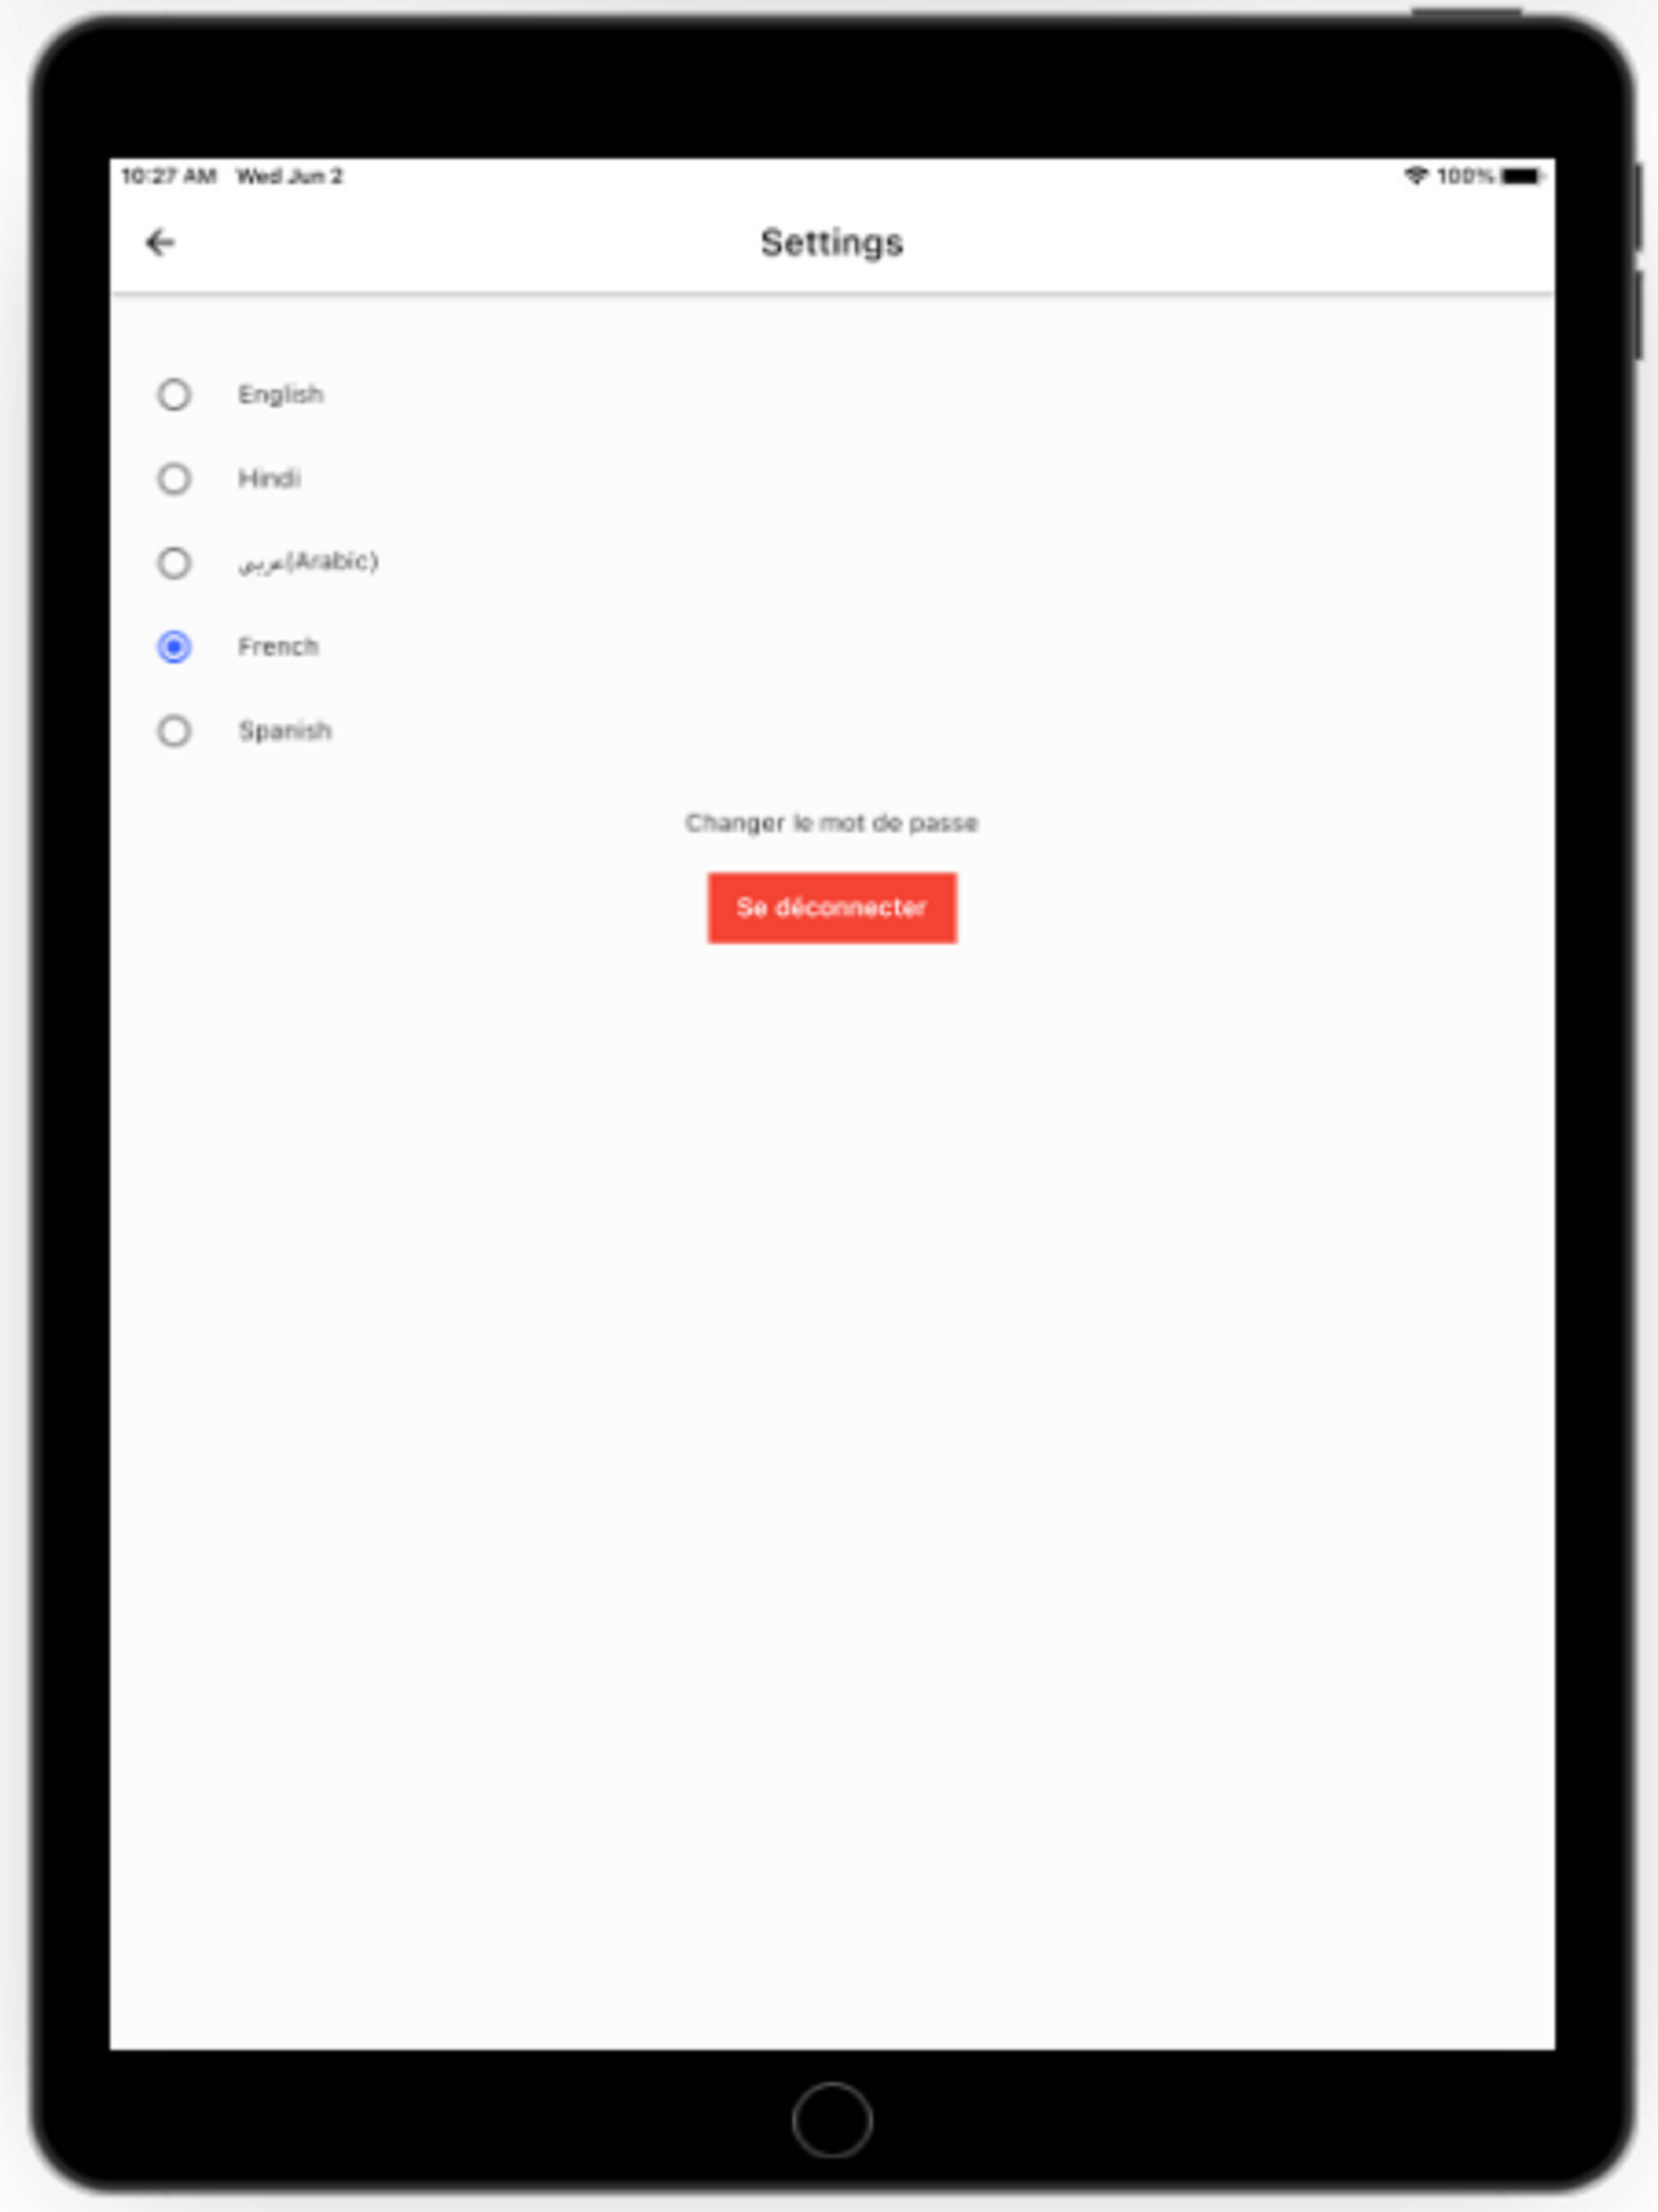 10:27 AM Wed Jun 2 100%
Settings
English
Hindi
عربي(Arabic)
French
Spanish
Changer le mot de passe
Se déconnecter